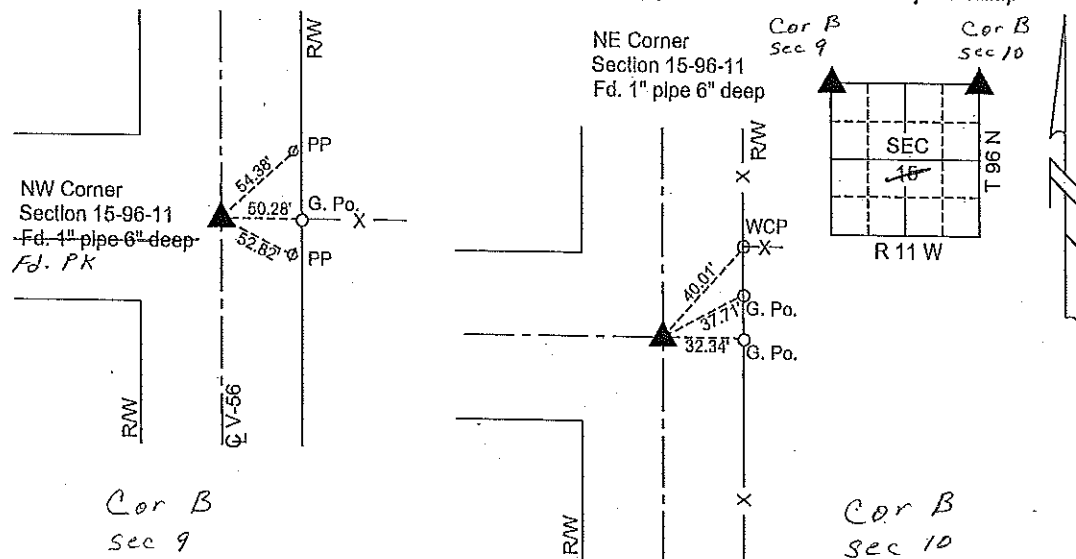 R/W
PP
54.38'
NW Corner
Section 15-96-11
Fd. 1" pipe 6" deep
Fd. PK
50.28'
G. Po.
X
52.82'
PP
R/W
℄ V-56
Cor B
sec 9
NE Corner
Section 15-96-11
Fd. 1" pipe 6" deep
R/W
X
WCP
X
40.01'
37.71'
G. Po.
32.34'
G. Po.
X
R/W
Cor B
sec 10
Cor B
sec 9
Cor B
sec 10
SEC
15
T 96 N
R 11 W